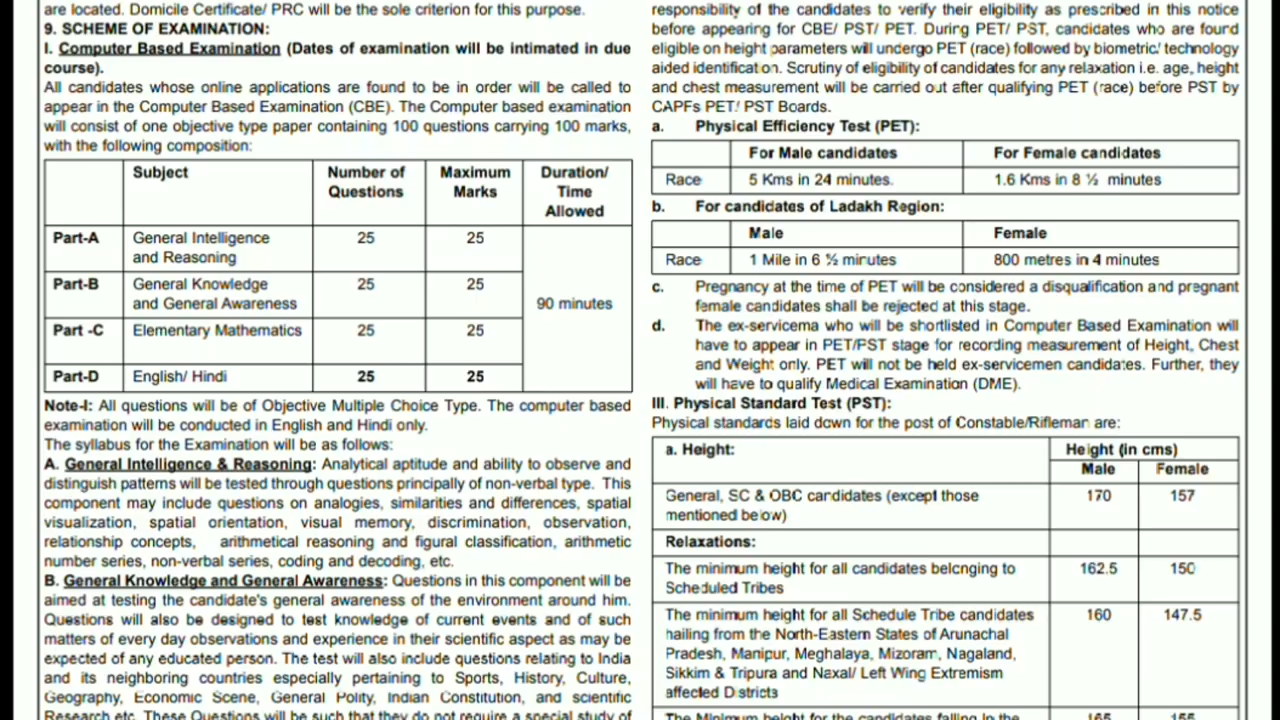 are located. Domicile Certificate/ PRC will be the sole criterion for this purpose.
9. SCHEME OF EXAMINATION:
I. Computer Based Examination (Dates of examination will be intimated in due
course).
All candidates whose online applications are found to be in order will be called to
appear in the Computer Based Examination (CBE). The Computer based examination
will consist of one objective type paper containing 100 questions carrying 100 marks,
with the following composition:
Subject Number of Questions Maximum Marks Duration/ Time Allowed
Part-A General Intelligence and Reasoning 25 25
Part-B General Knowledge and General Awareness 25 25
90 minutes
Part -C Elementary Mathematics 25 25
Part-D English/ Hindi 25 25
Note-I: All questions will be of Objective Multiple Choice Type. The computer based
examination will be conducted in English and Hindi only.
The syllabus for the Examination will be as follows:
A. General Intelligence & Reasoning: Analytical aptitude and ability to observe and
distinguish patterns will be tested through questions principally of non-verbal type. This
component may include questions on analogies, similarities and differences, spatial
visualization, spatial orientation, visual memory, discrimination, observation,
relationship concepts, arithmetical reasoning and figural classification, arithmetic
number series, non-verbal series, coding and decoding, etc.
B. General Knowledge and General Awareness: Questions in this component will be
aimed at testing the candidate's general awareness of the environment around him.
Questions will also be designed to test knowledge of current events and of such
matters of every day observations and experience in their scientific aspect as may be
expected of any educated person. The test will also include questions relating to India
and its neighboring countries especially pertaining to Sports, History, Culture,
Geography, Economic Scene, General Polity, Indian Constitution, and scientific
Research etc. These Questions will be such that they do not require a special study of
responsibility of the candidates to verify their eligibility as prescribed in this notice
before appearing for CBE/ PST/ PET. During PET/ PST, candidates who are found
eligible on height parameters will undergo PET (race) followed by biometric/ technology
aided identification. Scrutiny of eligibility of candidates for any relaxation i.e. age, height
and chest measurement will be carried out after qualifying PET (race) before PST by
CAPFs PET/ PST Boards.
a. Physical Efficiency Test (PET):
For Male candidates For Female candidates
Race 5 Kms in 24 minutes. 1.6 Kms in 8 ½ minutes
b. For candidates of Ladakh Region:
Male Female
Race 1 Mile in 6 ½ minutes 800 metres in 4 minutes
c. Pregnancy at the time of PET will be considered a disqualification and pregnant
female candidates shall be rejected at this stage.
d. The ex-servicema who will be shortlisted in Computer Based Examination will
have to appear in PET/PST stage for recording measurement of Height, Chest
and Weight only. PET will not be held ex-servicemen candidates. Further, they
will have to qualify Medical Examination (DME).
III. Physical Standard Test (PST):
Physical standards laid down for the post of Constable/Rifleman are:
a. Height: Height (in cms)
Male Female
General, SC & OBC candidates (except those 170 157
mentioned below)
Relaxations:
The minimum height for all candidates belonging to 162.5 150
Scheduled Tribes
The minimum height for all Schedule Tribe candidates 160 147.5
hailing from the North-Eastern States of Arunachal
Pradesh, Manipur, Meghalaya, Mizoram, Nagaland,
Sikkim & Tripura and Naxal/ Left Wing Extremism
affected Districts
The Minimum height for the candidates falling in the 165 155